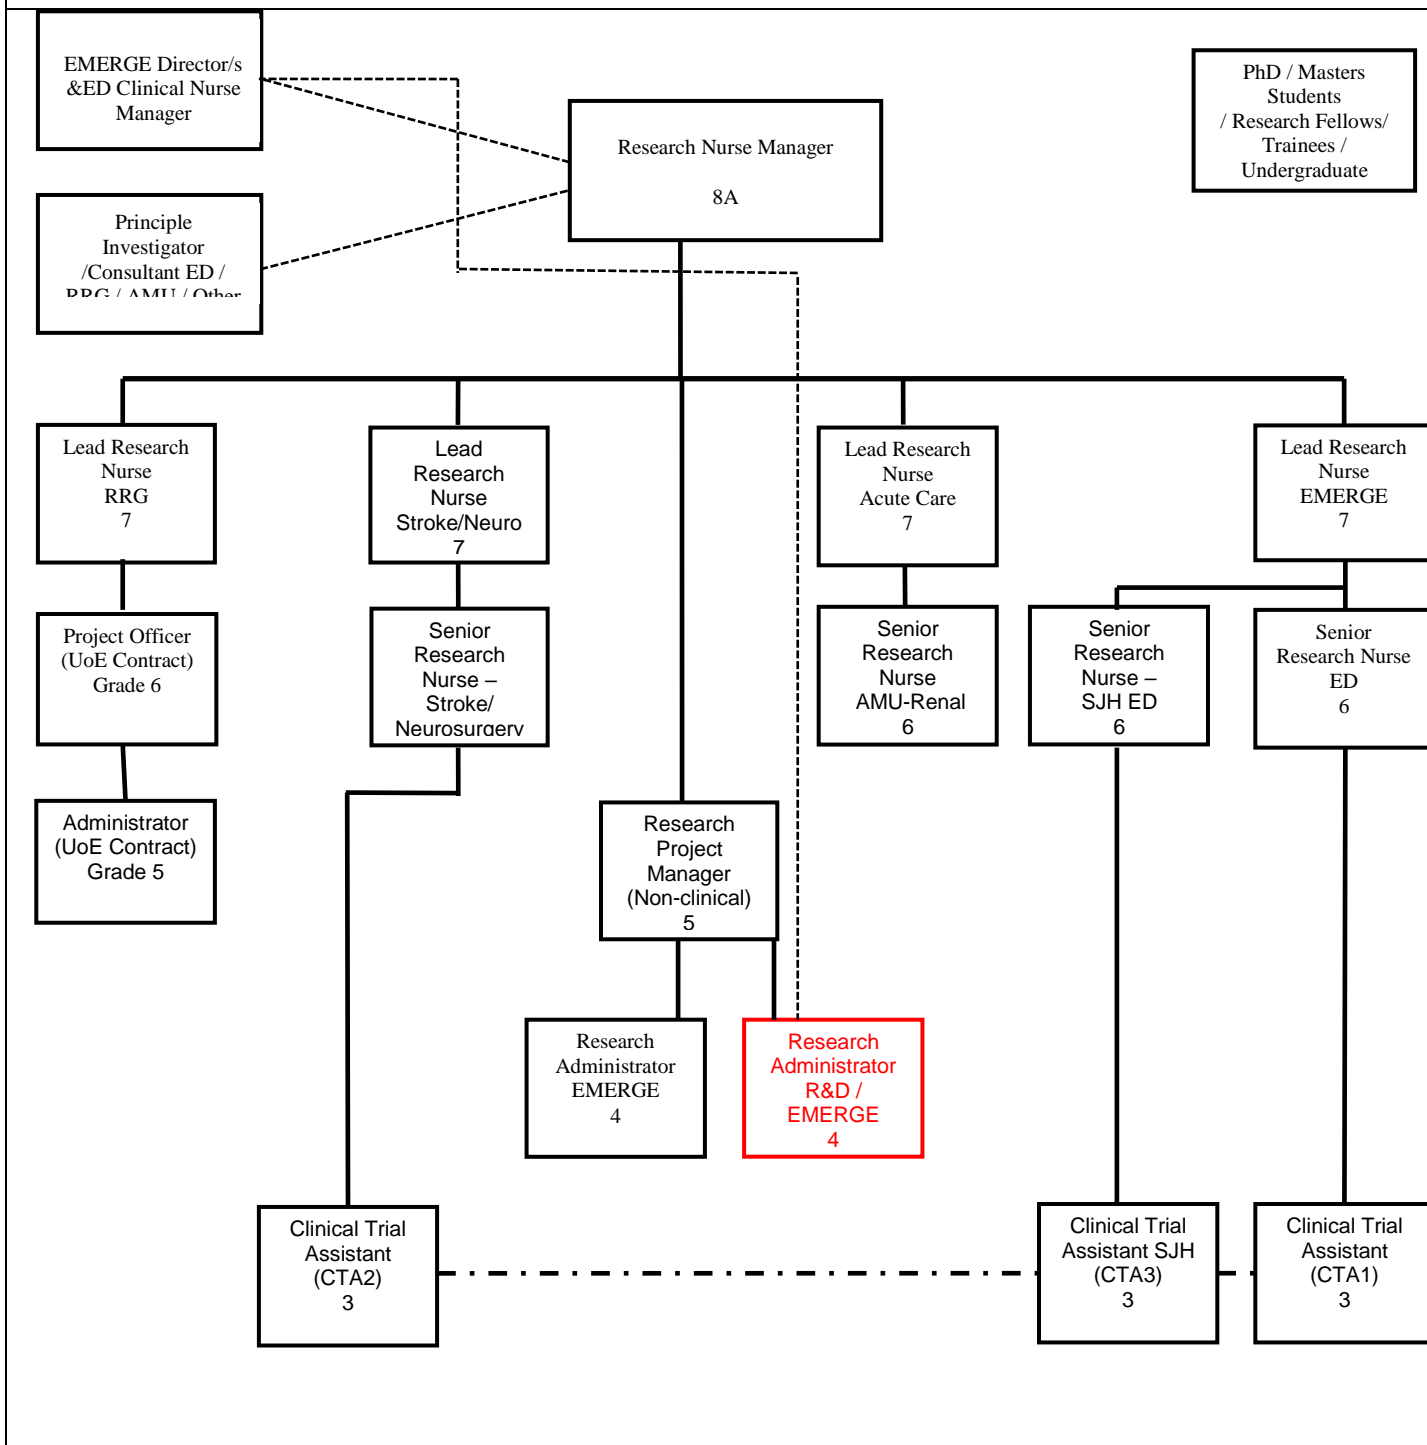 EMERGE Director/s
&ED Clinical Nurse
Manager
PhD / Masters
Students
/ Research Fellows/
Trainees /
Undergraduate
Research Nurse Manager
8A
Principle
Investigator
/Consultant ED /
RRG / AMU / Other
Lead Research
Nurse
RRG
7
Lead
Research
Nurse
Stroke/Neuro
7
Lead Research
Nurse
Acute Care
7
Lead Research
Nurse
EMERGE
7
Project Officer
(UoE Contract)
Grade 6
Senior
Research
Nurse –
Stroke/
Neurosurgery
Senior
Research
Nurse
AMU-Renal
6
Senior
Research
Nurse –
SJH ED
6
Senior
Research Nurse
ED
6
Administrator
(UoE Contract)
Grade 5
Research
Project
Manager
(Non-clinical)
5
Research
Administrator
EMERGE
4
Research
Administrator
R&D /
EMERGE
4
Clinical Trial
Assistant
(CTA2)
3
Clinical Trial
Assistant SJH
(CTA3)
3
Clinical Trial
Assistant
(CTA1)
3